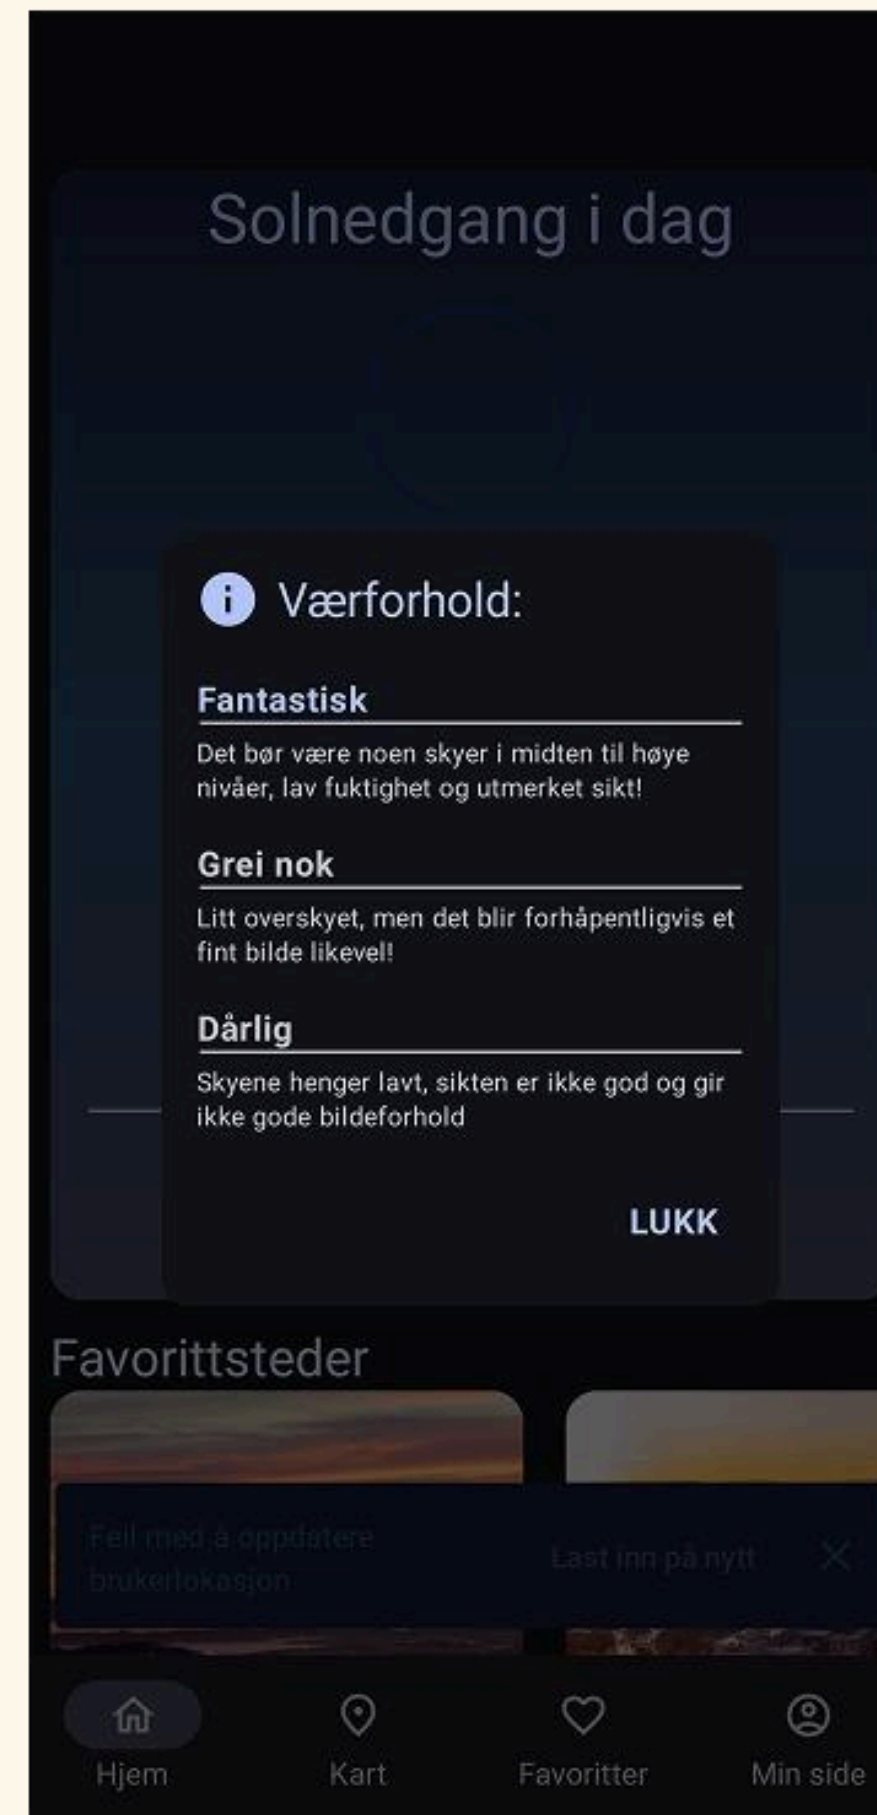 Solnedgang i dag
Værforhold:
Fantastisk
Det bør være noen skyer i midten til høye
nivåer, lav fuktighet og utmerket sikt!
Grei nok
Litt overskyet, men det blir forhåpentligvis et
fint bilde likevel!
Dårlig
Skyene henger lavt, sikten er ikke god og gir
ikke gode bildeforhold
LUKK
Favorittsteder
Feil med å oppdatere
brukerlokasjon
Last inn på nytt
Hjem
Kart
Favoritter
Min side